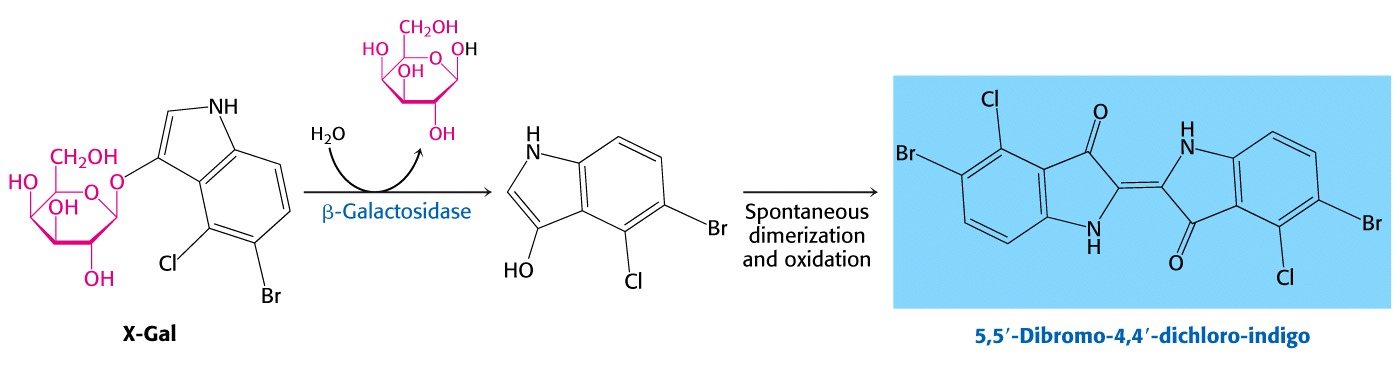 CH₂OH
HO
O
OH
OH
O
NH
Cl
Br
OH
X-Gal
CH₂OH
HO
O
OH
OH
OH
H₂O
β-Galactosidase
H
N
HO
Cl
Br
Spontaneous
dimerization
and oxidation
Cl
O
Br
N
H
H
N
O
Br
Cl
5,5′-Dibromo-4,4′-dichloro-indigo